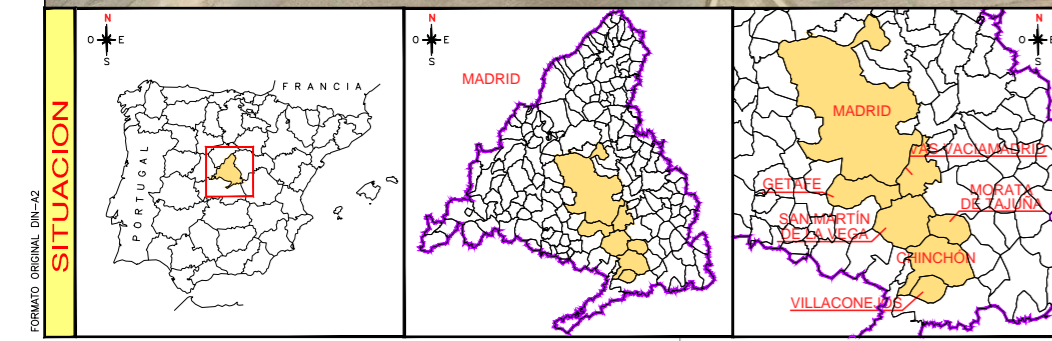 FORMATO ORIGINAL DIN-A2
SITUACION
N
O E
S
FRANCIA
PORTUGAL
N
O E
S
MADRID
N
O E
S
MADRID
VAS-VACIAMADRID
GETAFE
MORATA
DE TAJUÑA
SAN MARTÍN
DE LA VEGA
CHINCHÓN
VILLACONEJOS